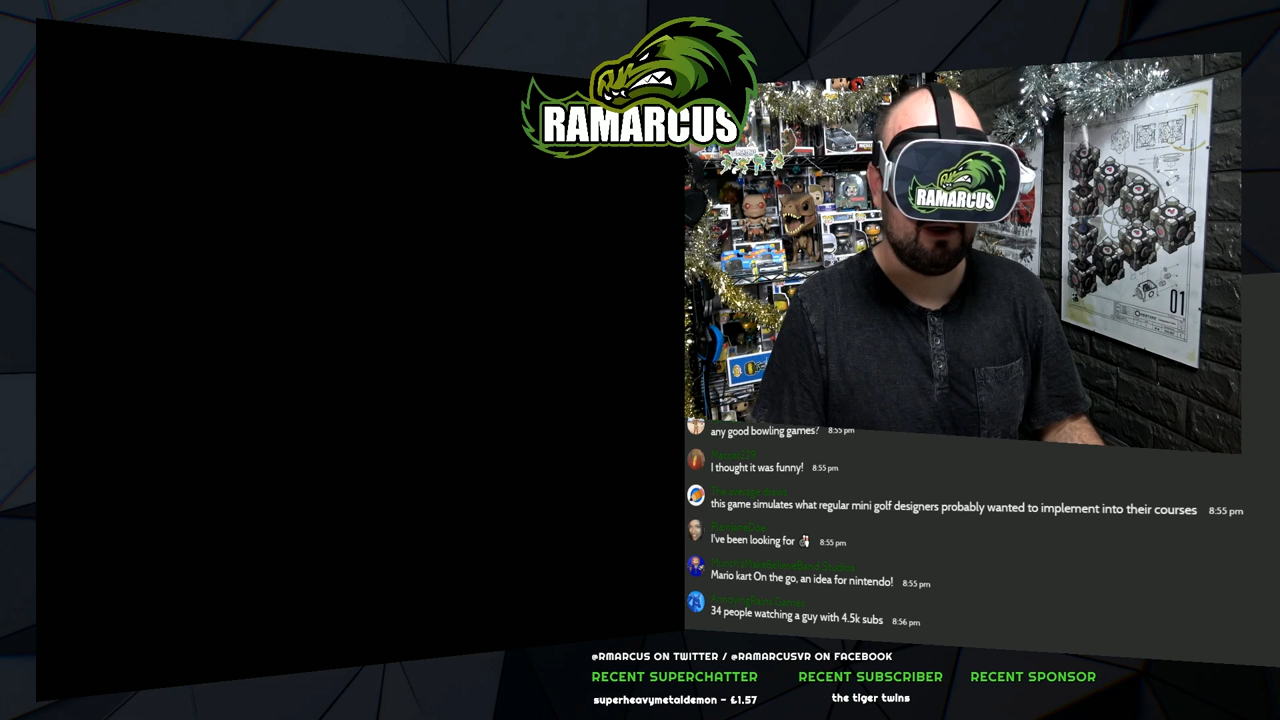 RAMARCUS
RAMARCUS
01
any good bowling games? 8:55 pm
I thought it was funny! 8:55 pm
this game simulates what regular mini golf designers probably wanted to implement into their courses 8:55 pm
I've been looking for 8:55 pm
Mario kart On the go, an idea for nintendo! 8:55 pm
34 people watching a guy with 4.5k subs 8:56 pm
@RMARCUS ON TWITTER / @RAMARCUSVR ON FACEBOOK
RECENT SUPERCHATTER RECENT SUBSCRIBER RECENT SPONSOR
superheavymetaldemon - £1.57 the tiger twins